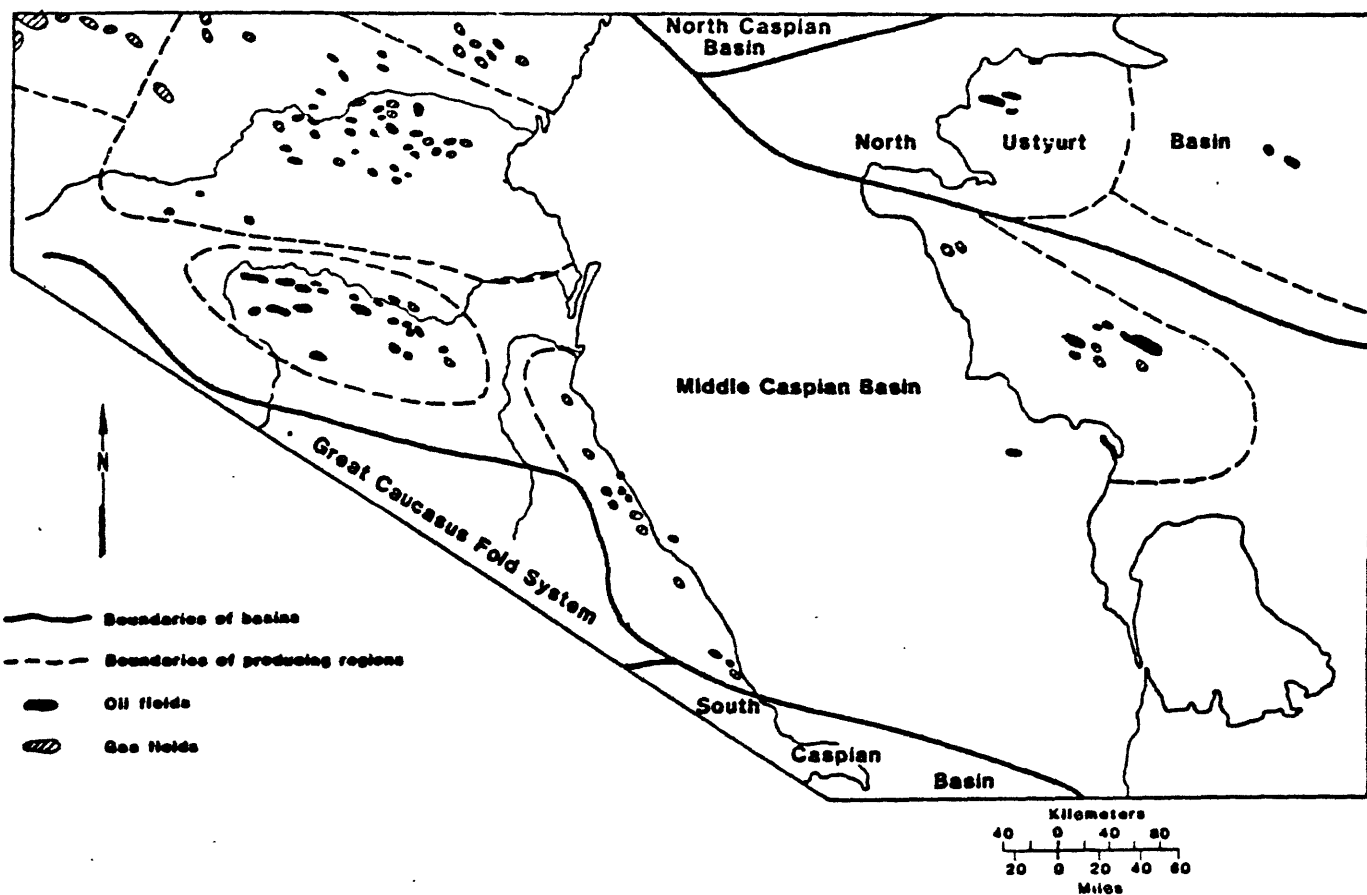 North Caspian
Basin
North
Ustyurt
Basin
Middle Caspian Basin
N
Great Caucasus Fold System
Boundaries of basins
Boundaries of producing regions
Oil fields
Gas fields
South
Caspian
Basin
Kilometers
40 0 40 80
20 0 20 40 60
Miles